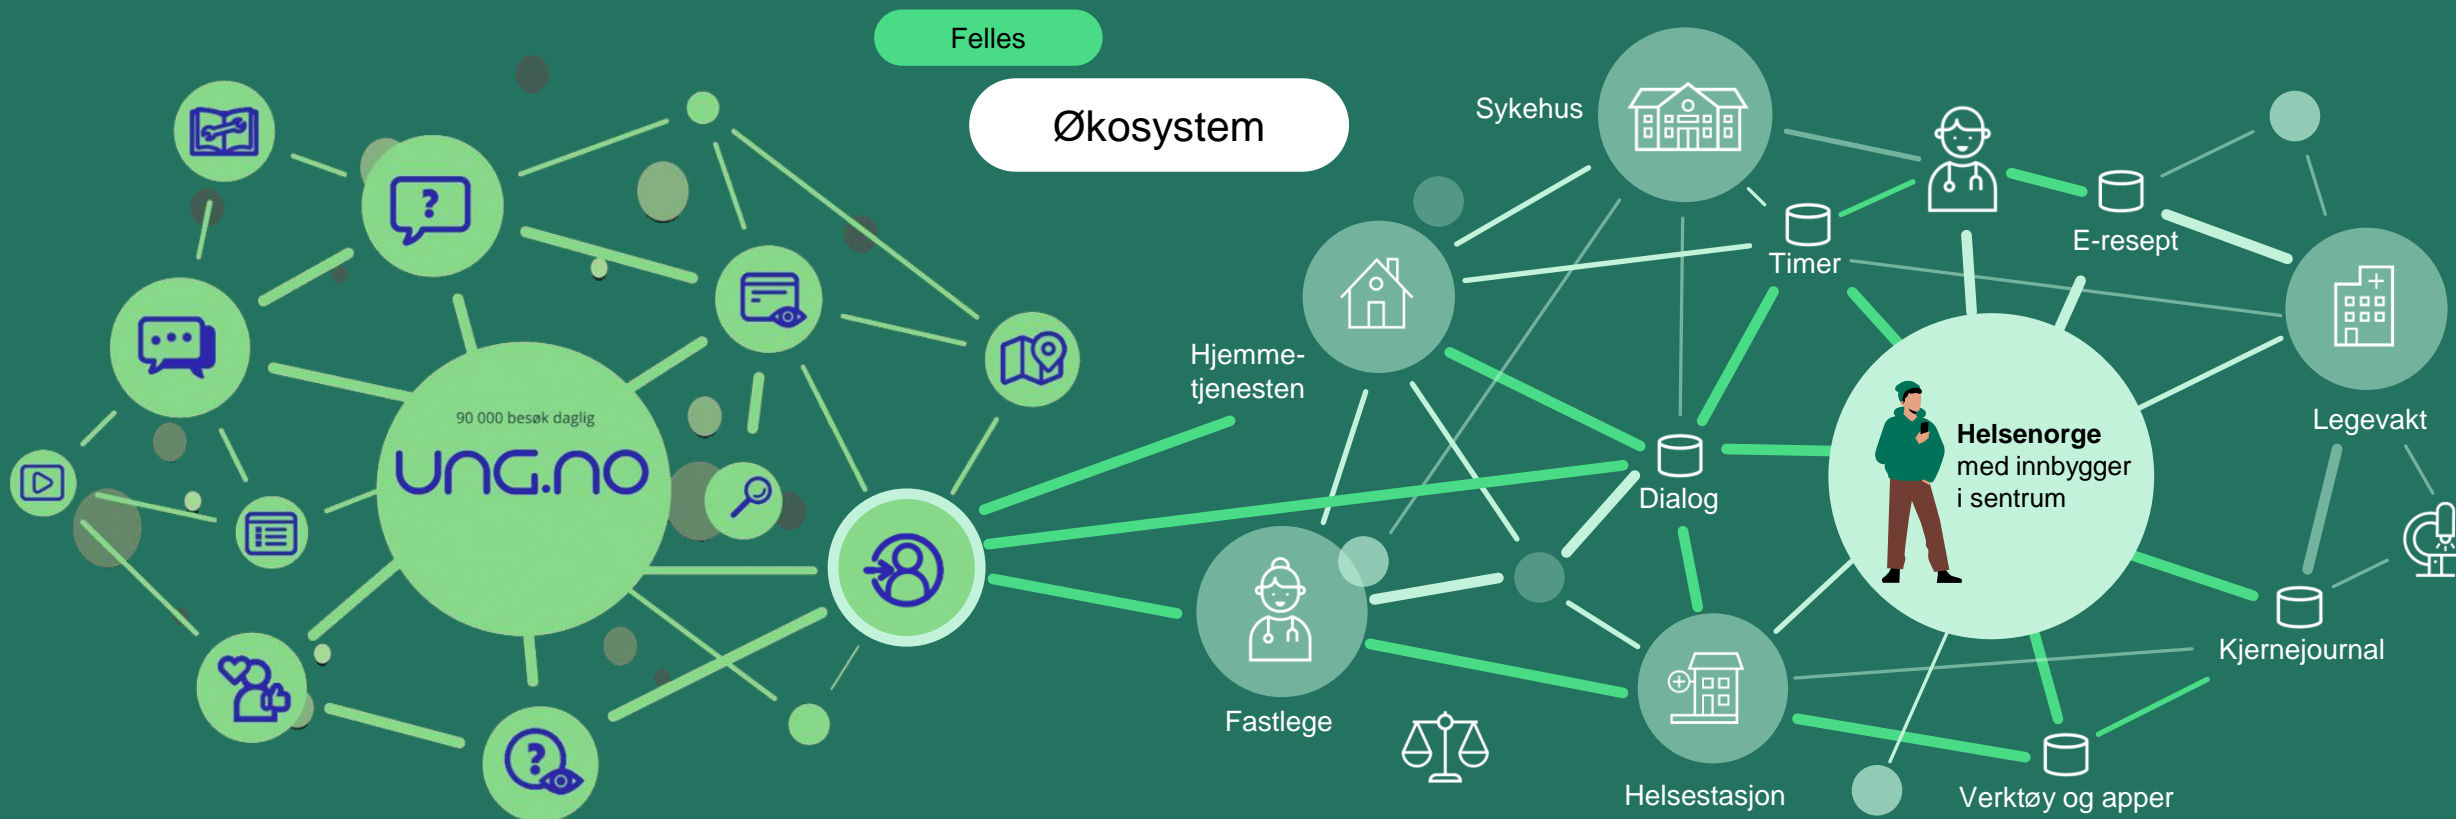 Felles
Økosystem
90 000 besøk daglig
UNG.NO
Sykehus
Timer
E-resept
Hjemme-
tjenesten
Legevakt
Dialog
Helsenorge
med innbygger
i sentrum
Fastlege
Helsestasjon
Kjernejournal
Verktøy og apper